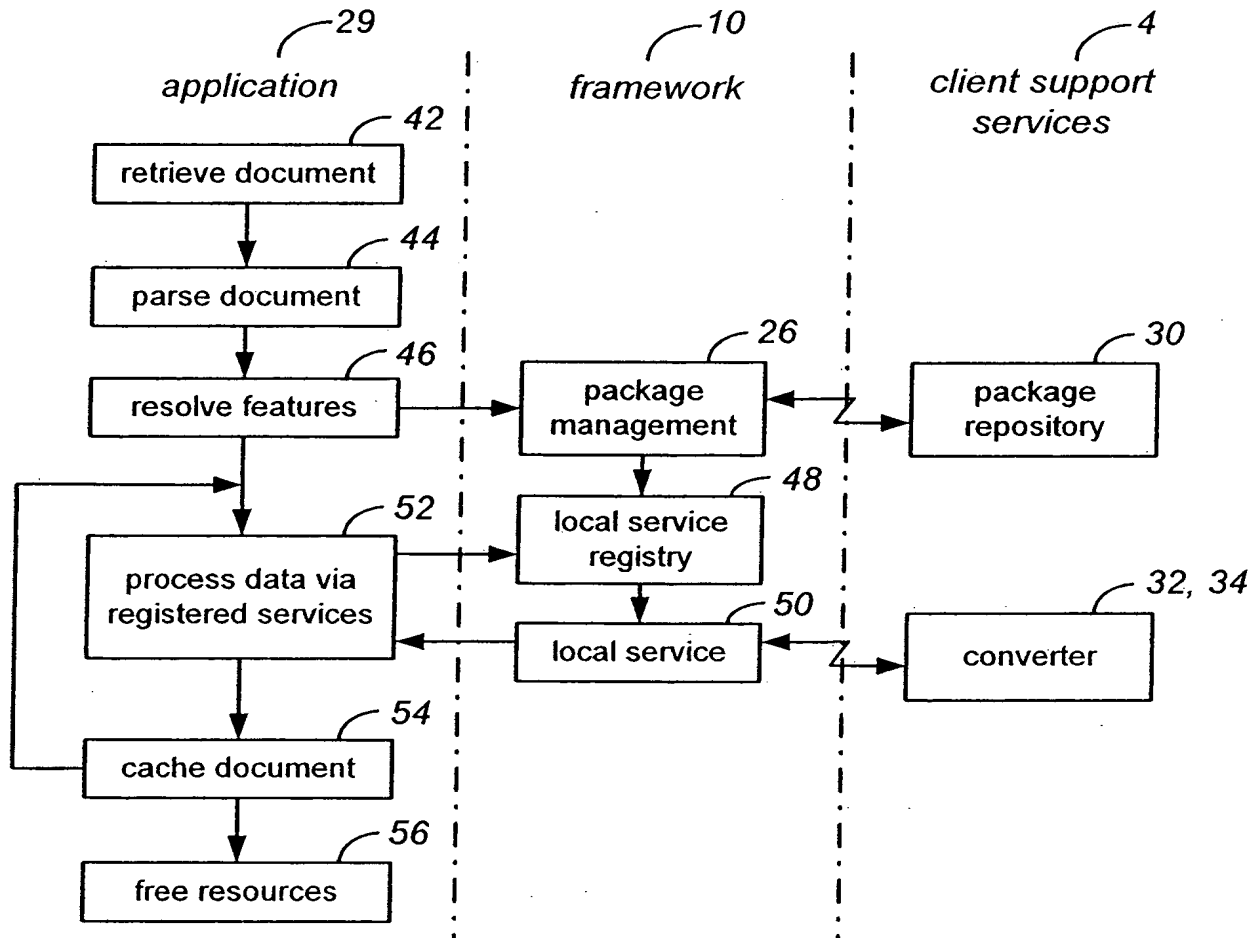 29
10
4
application
framework
client support
services
42
retrieve document
44
parse document
46
resolve features
26
package
management
30
package
repository
48
local service
registry
52
process data via
registered services
50
local service
32, 34
converter
54
cache document
56
free resources